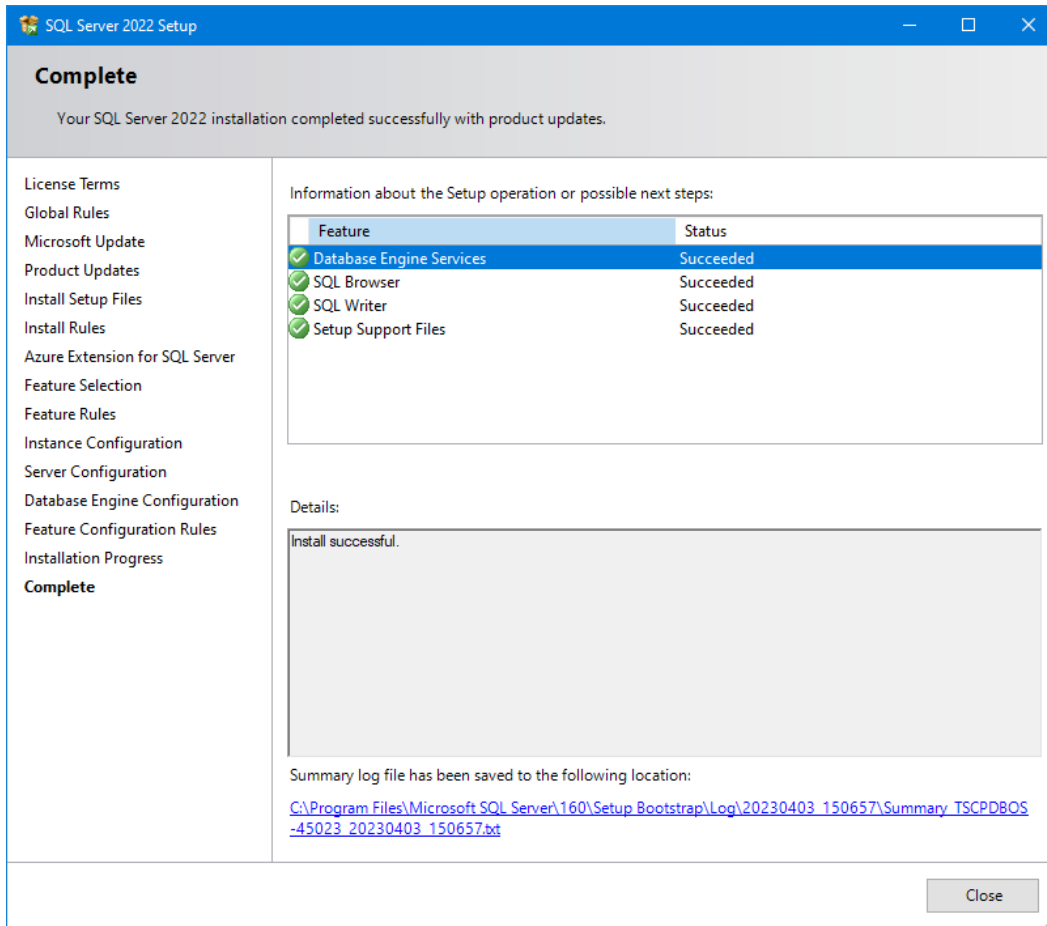 SQL Server 2022 Setup
Complete
Your SQL Server 2022 installation completed successfully with product updates.
License Terms
Global Rules
Microsoft Update
Product Updates
Install Setup Files
Install Rules
Azure Extension for SQL Server
Feature Selection
Feature Rules
Instance Configuration
Server Configuration
Database Engine Configuration
Feature Configuration Rules
Installation Progress
Complete
Information about the Setup operation or possible next steps:
Feature Status
Database Engine Services Succeeded
SQL Browser Succeeded
SQL Writer Succeeded
Setup Support Files Succeeded
Details:
Install successful.
Summary log file has been saved to the following location:
C:\Program Files\Microsoft SQL Server\160\Setup Bootstrap\Log\20230403_150657\Summary_TSCPDBOS
-45023_20230403_150657.txt
Close